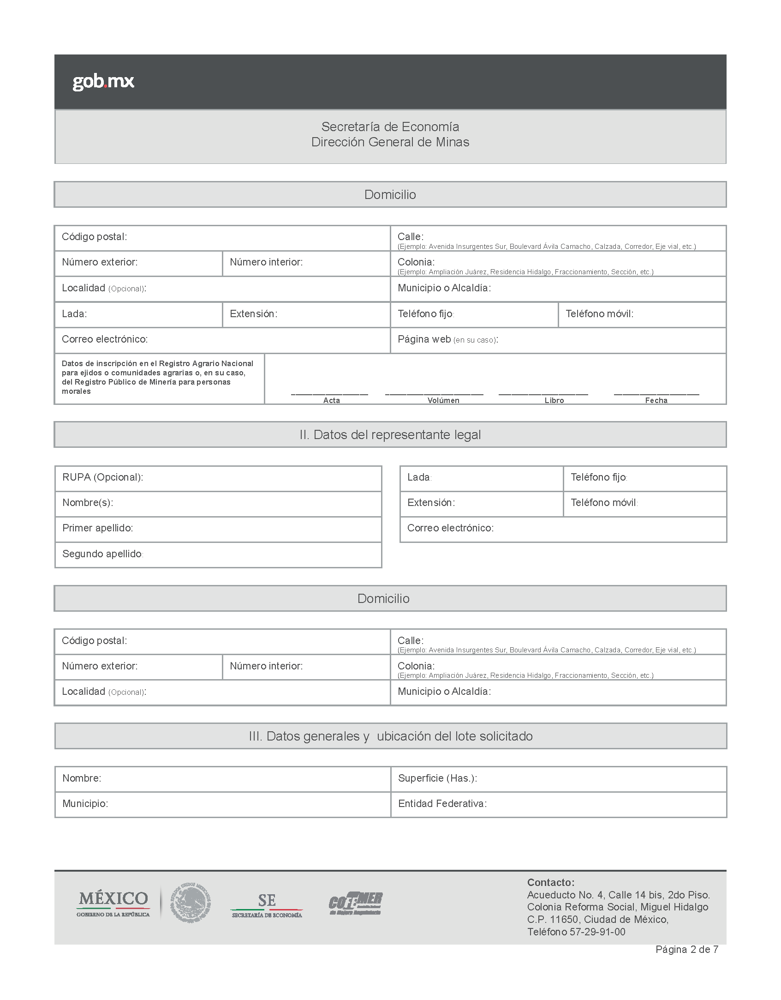 gob.mx
Secretaría de Economía
Dirección General de Minas
Domicilio
Código postal:
Calle:
(Ejemplo: Avenida Insurgentes Sur, Boulevard Ávila Camacho, Calzada, Corredor, Eje vial, etc.)
Número exterior:
Número interior:
Colonia:
(Ejemplo: Ampliación Juárez, Residencia Hidalgo, Fraccionamiento, Sección, etc.)
Localidad (Opcional):
Municipio o Alcaldía:
Lada:
Extensión:
Teléfono fijo:
Teléfono móvil:
Correo electrónico:
Página web (en su caso):
Datos de inscripción en el Registro Agrario Nacional
para ejidos o comunidades agrarias o, en su caso,
del Registro Público de Minería para personas
morales
Acta
Volúmen
Libro
Fecha
II. Datos del representante legal
RUPA (Opcional):
Nombre(s):
Primer apellido:
Segundo apellido:
Lada:
Teléfono fijo:
Extensión:
Teléfono móvil:
Correo electrónico:
Domicilio
Código postal:
Calle:
(Ejemplo: Avenida Insurgentes Sur, Boulevard Ávila Camacho, Calzada, Corredor, Eje vial, etc.)
Número exterior:
Número interior:
Colonia:
(Ejemplo: Ampliación Juárez, Residencia Hidalgo, Fraccionamiento, Sección, etc.)
Localidad (Opcional):
Municipio o Alcaldía:
III. Datos generales y ubicación del lote solicitado
Nombre:
Superficie (Has.):
Municipio:
Entidad Federativa:
MÉXICO
GOBIERNO DE LA REPÚBLICA
ESTADOS UNIDOS MEXICANOS
SE
SECRETARÍA DE ECONOMÍA
COFEMER
de Mejora Regulatoria
Contacto:
Acueducto No. 4, Calle 14 bis, 2do Piso.
Colonia Reforma Social, Miguel Hidalgo
C.P. 11650, Ciudad de México,
Teléfono 57-29-91-00
Página 2 de 7